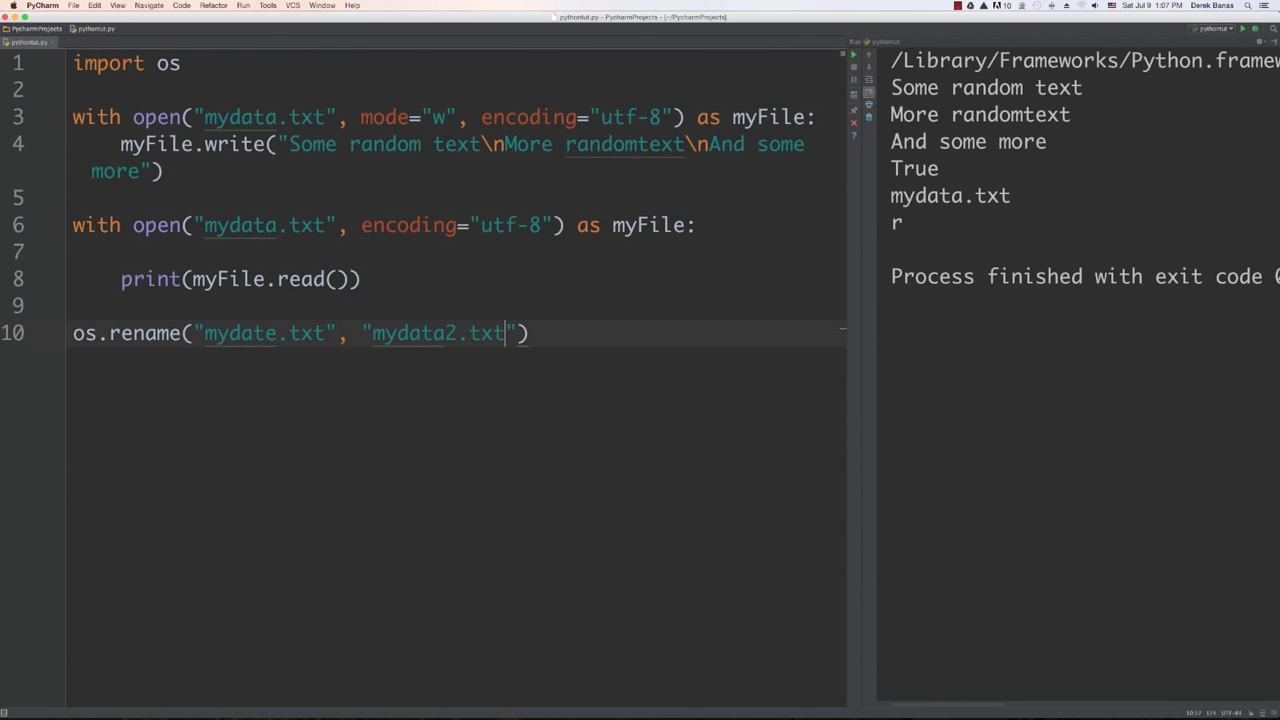 PyCharm File Edit View Navigate Code Refactor Run Tools VCS Window Help
10 Sat Jul 9 1:07 PM Derek Banas
pythontut.py - PycharmProjects - [~/PycharmProjects]
PycharmProjects pythontut.py pythontut
pythontut.py
Run pythontut
1 import os
2
3 with open("mydata.txt", mode="w", encoding="utf-8") as myFile:
4 myFile.write("Some random text\nMore randomtext\nAnd some
more")
5
6 with open("mydata.txt", encoding="utf-8") as myFile:
7
8 print(myFile.read())
9
10 os.rename("mydate.txt", "mydata2.txt")
/Library/Frameworks/Python.framew
Some random text
More randomtext
And some more
True
mydata.txt
r
Process finished with exit code 0
10:37 LF≑ UTF-8≑